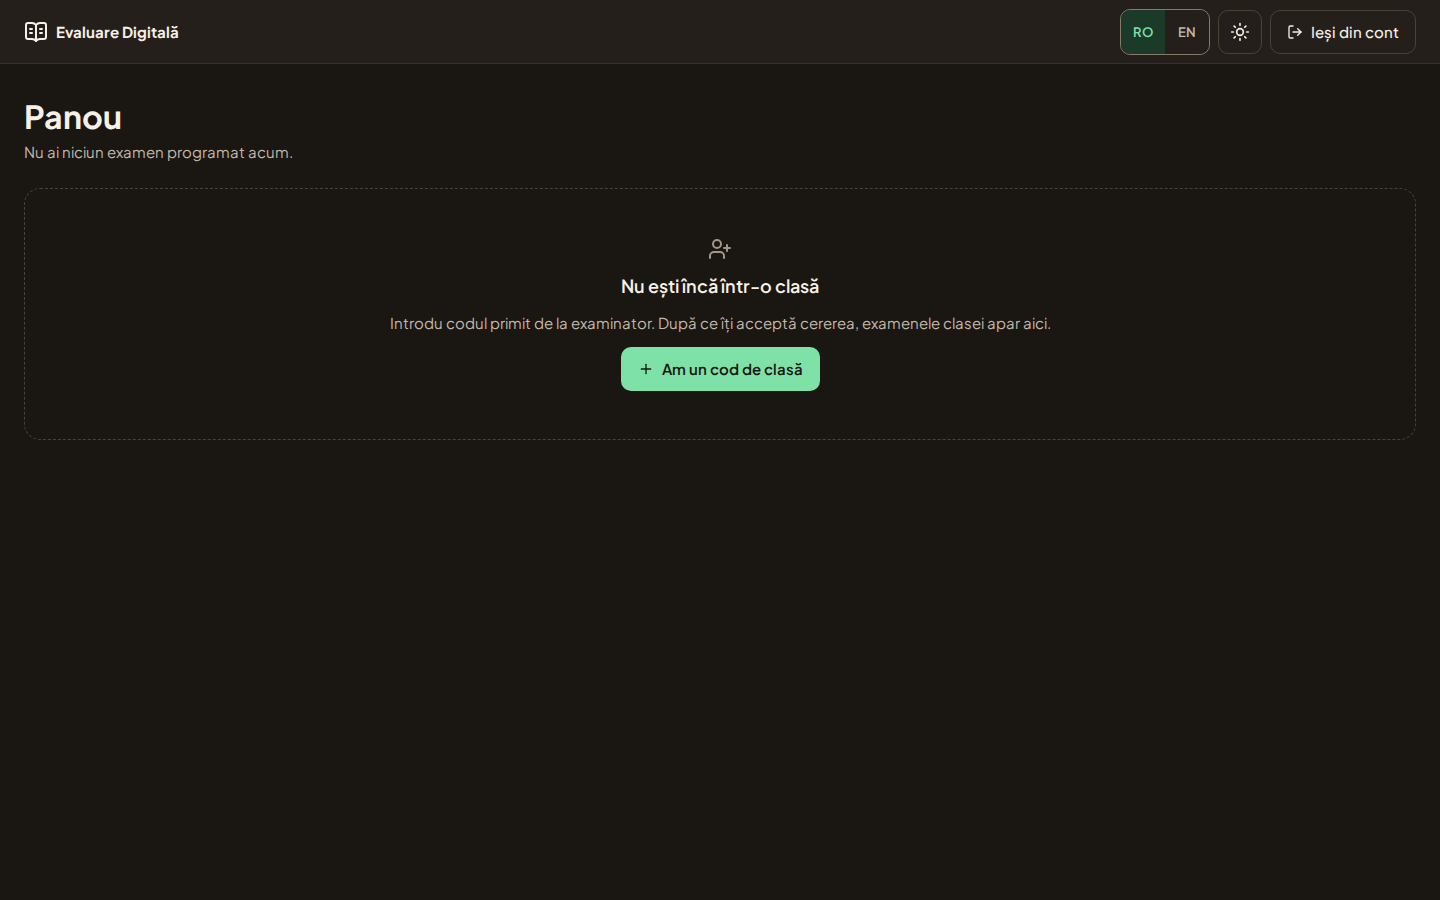 Evaluare Digitală
RO EN Ieși din cont
Panou
Nu ai niciun examen programat acum.
Nu ești încă într-o clasă
Introdu codul primit de la examinator. După ce îți acceptă cererea, examenele clasei apar aici.
Am un cod de clasă